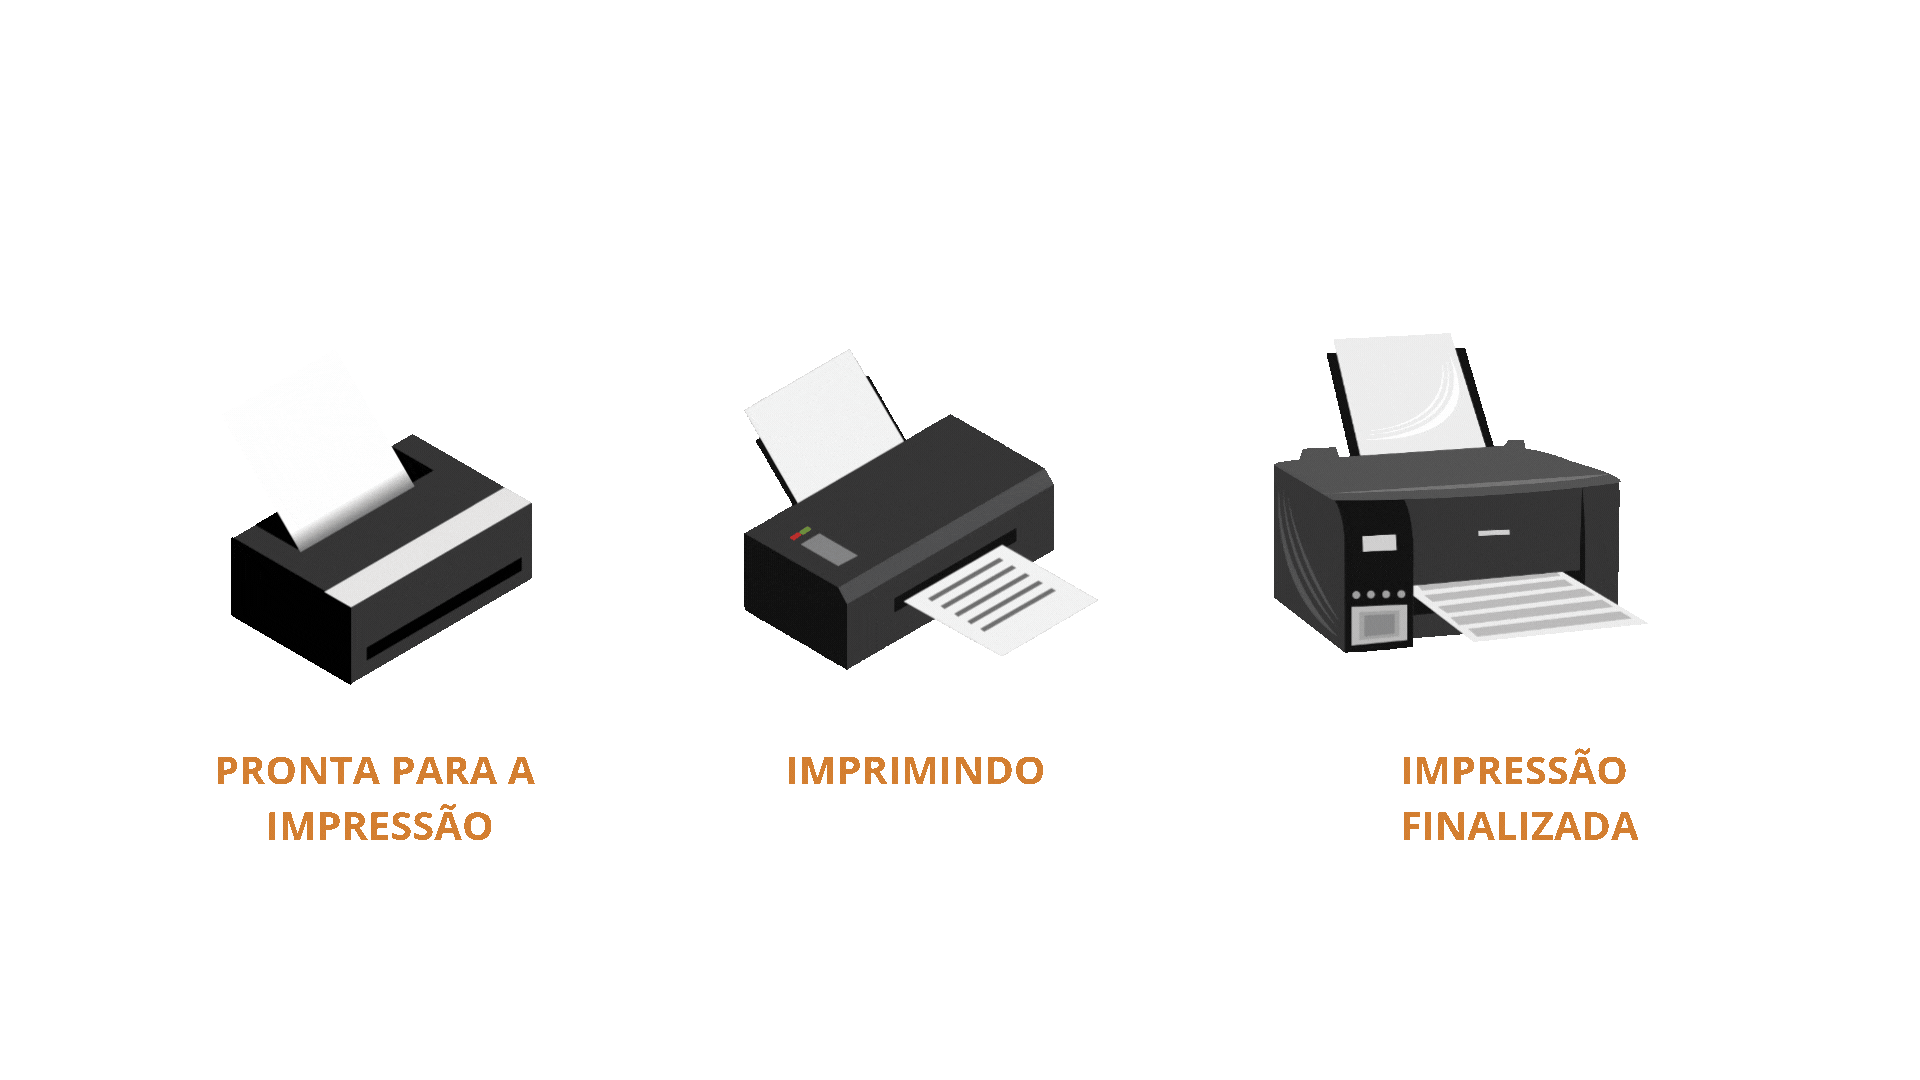 PRONTA PARA A
IMPRESSÃO
IMPRIMINDO
IMPRESSÃO
FINALIZADA